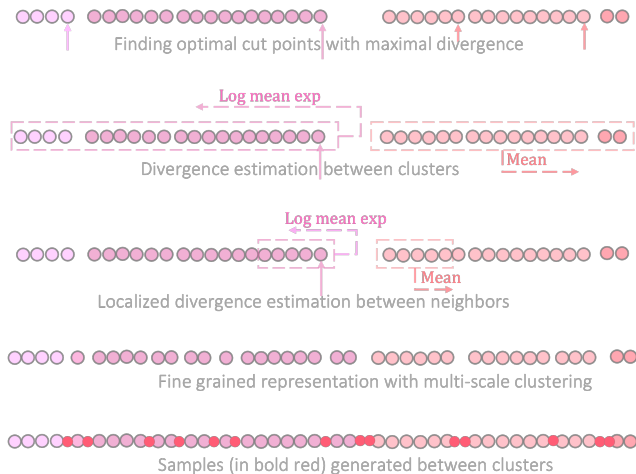 Finding optimal cut points with maximal divergence
Log mean exp
Divergence estimation between clusters
Mean
Log mean exp
Mean
Localized divergence estimation between neighbors
Fine grained representation with multi-scale clustering
Samples (in bold red) generated between clusters